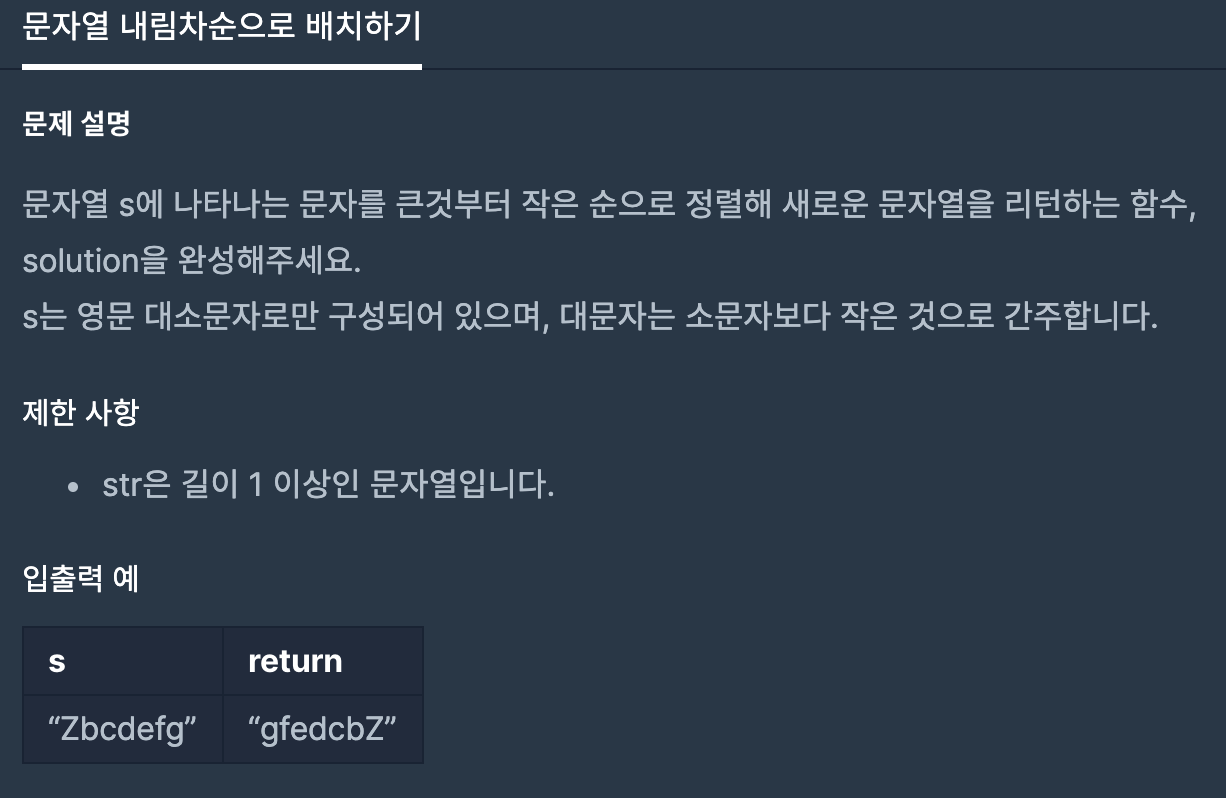 문자열 내림차순으로 배치하기
문제 설명
문자열 s에 나타나는 문자를 큰것부터 작은 순으로 정렬해 새로운 문자열을 리턴하는 함수,
solution을 완성해주세요.
s는 영문 대소문자로만 구성되어 있으며, 대문자는 소문자보다 작은 것으로 간주합니다.
제한 사항
• str은 길이 1 이상인 문자열입니다.
입출력 예
s return
“Zbcdefg” “gfedcbZ”